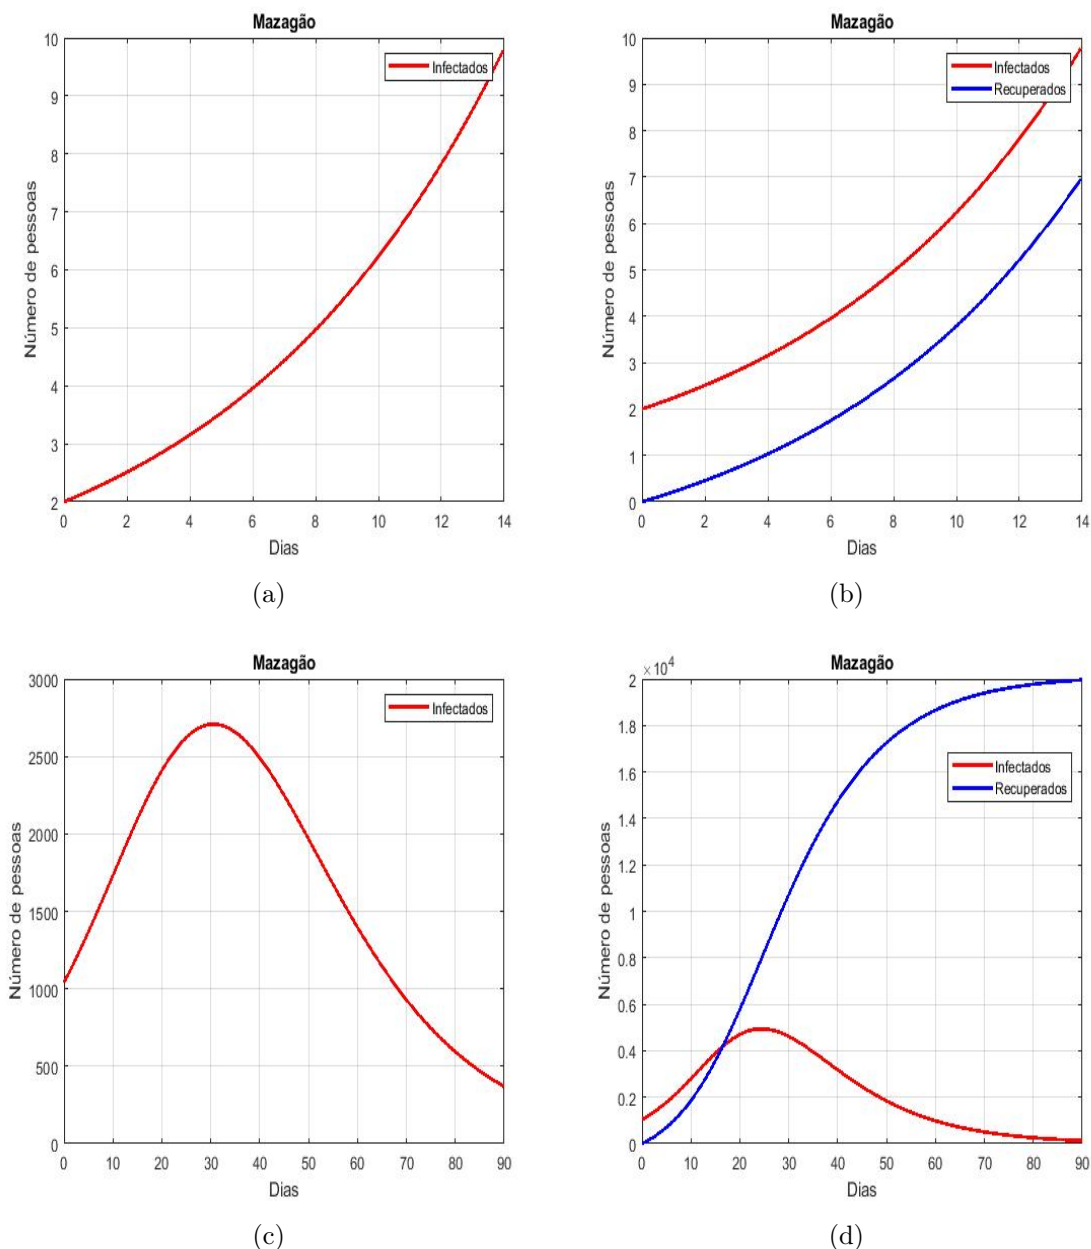 Mazagão
Infectados
Número de pessoas
10
9
8
7
6
5
4
3
2
0 2 4 6 8 10 12 14
Dias
(a)
Mazagão
Infectados
Recuperados
Número de pessoas
10
9
8
7
6
5
4
3
2
1
0
0 2 4 6 8 10 12 14
Dias
(b)
Mazagão
Infectados
Número de pessoas
3000
2500
2000
1500
1000
500
0
0 10 20 30 40 50 60 70 80 90
Dias
(c)
Mazagão
×10⁴
Infectados
Recuperados
Número de pessoas
2
1.8
1.6
1.4
1.2
1
0.8
0.6
0.4
0.2
0
0 10 20 30 40 50 60 70 80 90
Dias
(d)